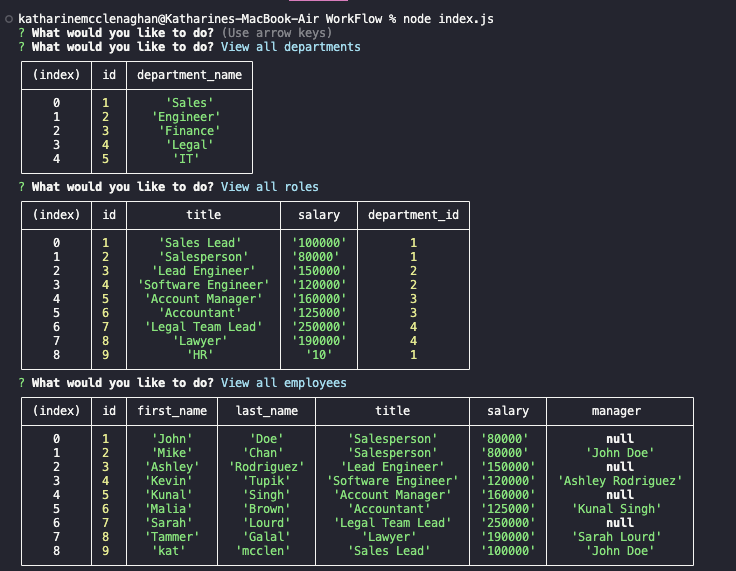 katharinemcclenaghan@Katharines-MacBook-Air WorkFlow % node index.js
? What would you like to do? (Use arrow keys)
? What would you like to do? View all departments
(index) id department_name
0 1 'Sales'
1 2 'Engineer'
2 3 'Finance'
3 4 'Legal'
4 5 'IT'
? What would you like to do? View all roles
(index) id title salary department_id
0 1 'Sales Lead' '100000' 1
1 2 'Salesperson' '80000' 1
2 3 'Lead Engineer' '150000' 2
3 4 'Software Engineer' '120000' 2
4 5 'Account Manager' '160000' 3
5 6 'Accountant' '125000' 3
6 7 'Legal Team Lead' '250000' 4
7 8 'Lawyer' '190000' 4
8 9 'HR' '10' 1
? What would you like to do? View all employees
(index) id first_name last_name title salary manager
0 1 'John' 'Doe' 'Salesperson' '80000' null
1 2 'Mike' 'Chan' 'Salesperson' '80000' 'John Doe'
2 3 'Ashley' 'Rodriguez' 'Lead Engineer' '150000' null
3 4 'Kevin' 'Tupik' 'Software Engineer' '120000' 'Ashley Rodriguez'
4 5 'Kunal' 'Singh' 'Account Manager' '160000' null
5 6 'Malia' 'Brown' 'Accountant' '125000' 'Kunal Singh'
6 7 'Sarah' 'Lourd' 'Legal Team Lead' '250000' null
7 8 'Tammer' 'Galal' 'Lawyer' '190000' 'Sarah Lourd'
8 9 'kat' 'mcclen' 'Sales Lead' '100000' 'John Doe'